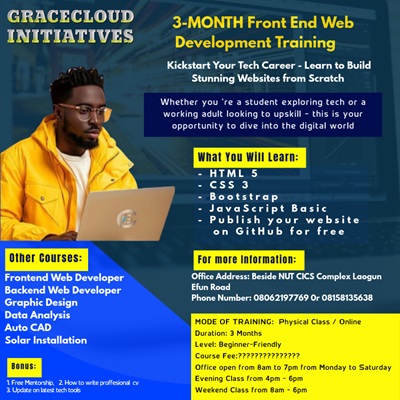 GRACECLOUD
INITIATIVES
3-MONTH Front End Web
Development Training
Kickstart Your Tech Career - Learn to Build
Stunning Websites from Scratch
Whether you 're a student exploring tech or a
working adult looking to upskill - this is your
opportunity to dive into the digital world
What You Will Learn:
- HTML 5
- CSS 3
- Bootstrap
- JavaScript Basic
- Publish your website
on GitHub for free
Other Courses:
Frontend Web Developer
Backend Web Developer
Graphic Design
Data Analysis
Auto CAD
Solar Installation
Bonus:
1. Free Mentorship, 2. How to write proffesional cv
3. Update on latest tech tools
For more Information:
Office Address: Beside NUT CICS Complex Laogun
Efun Road
Phone Number: 08062197769 Or 08158135638
MODE OF TRAINING: Physical Class / Online
Duration: 3 Months
Level: Beginner-Friendly
Course Fee:???????????????
Office open from 8am to 7pm from Monday to Saturday
Evening Class from 4pm - 6pm
Weekend Class from 8am - 6pm